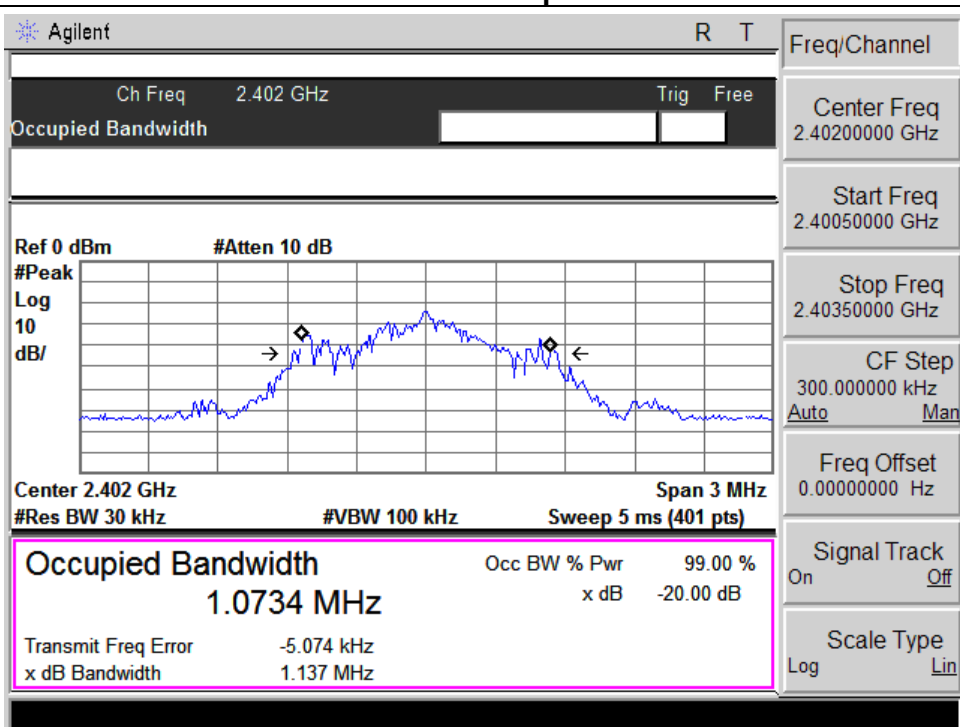 Agilent R T
Freq/Channel
Ch Freq 2.402 GHz Trig Free
Occupied Bandwidth
Center Freq
2.40200000 GHz
Start Freq
2.40050000 GHz
Ref 0 dBm #Atten 10 dB
#Peak
Log
10
dB/
Stop Freq
2.40350000 GHz
CF Step
300.000000 kHz
Auto Man
Center 2.402 GHz Span 3 MHz
#Res BW 30 kHz #VBW 100 kHz Sweep 5 ms (401 pts)
Freq Offset
0.00000000 Hz
Occupied Bandwidth Occ BW % Pwr 99.00 %
1.0734 MHz x dB -20.00 dB
Transmit Freq Error -5.074 kHz
x dB Bandwidth 1.137 MHz
Signal Track
On Off
Scale Type
Log Lin